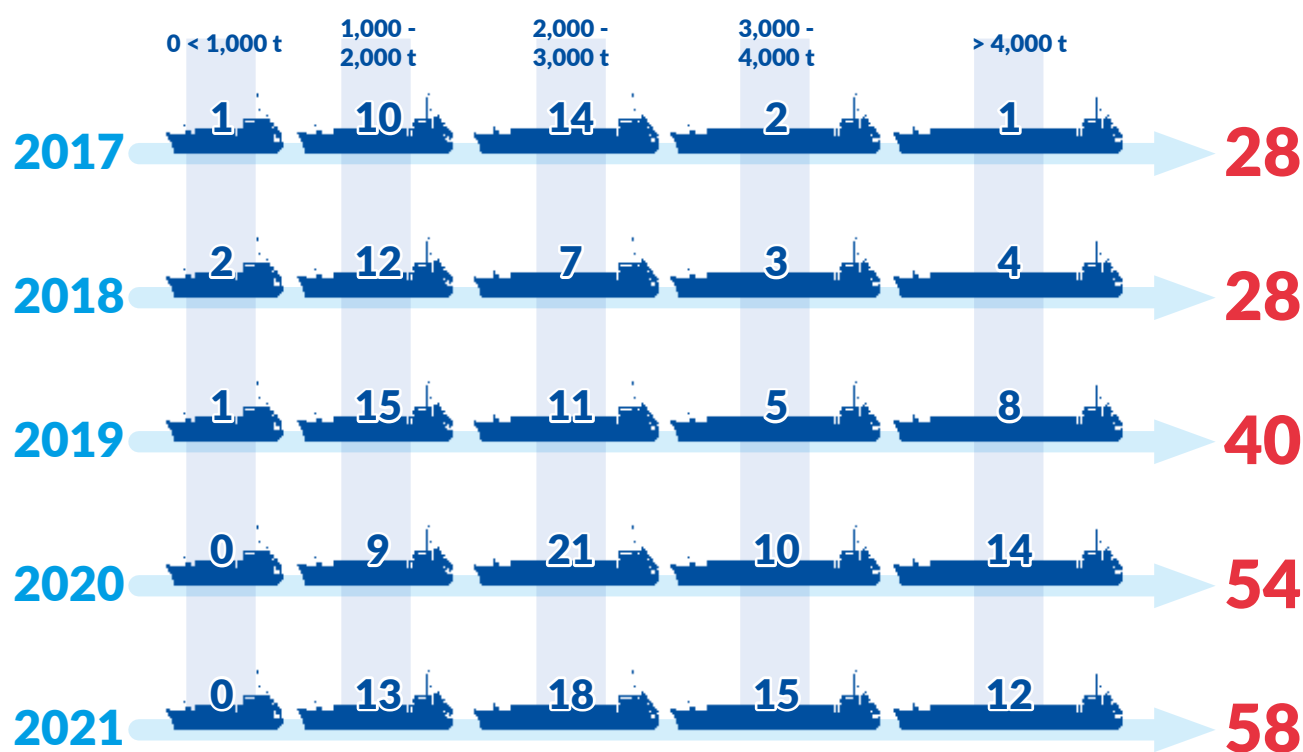 0 < 1,000 t
1,000 -
2,000 t
2,000 -
3,000 t
3,000 -
4,000 t
> 4,000 t
2017 1 10 14 2 1 28
2018 2 12 7 3 4 28
2019 1 15 11 5 8 40
2020 0 9 21 10 14 54
2021 0 13 18 15 12 58